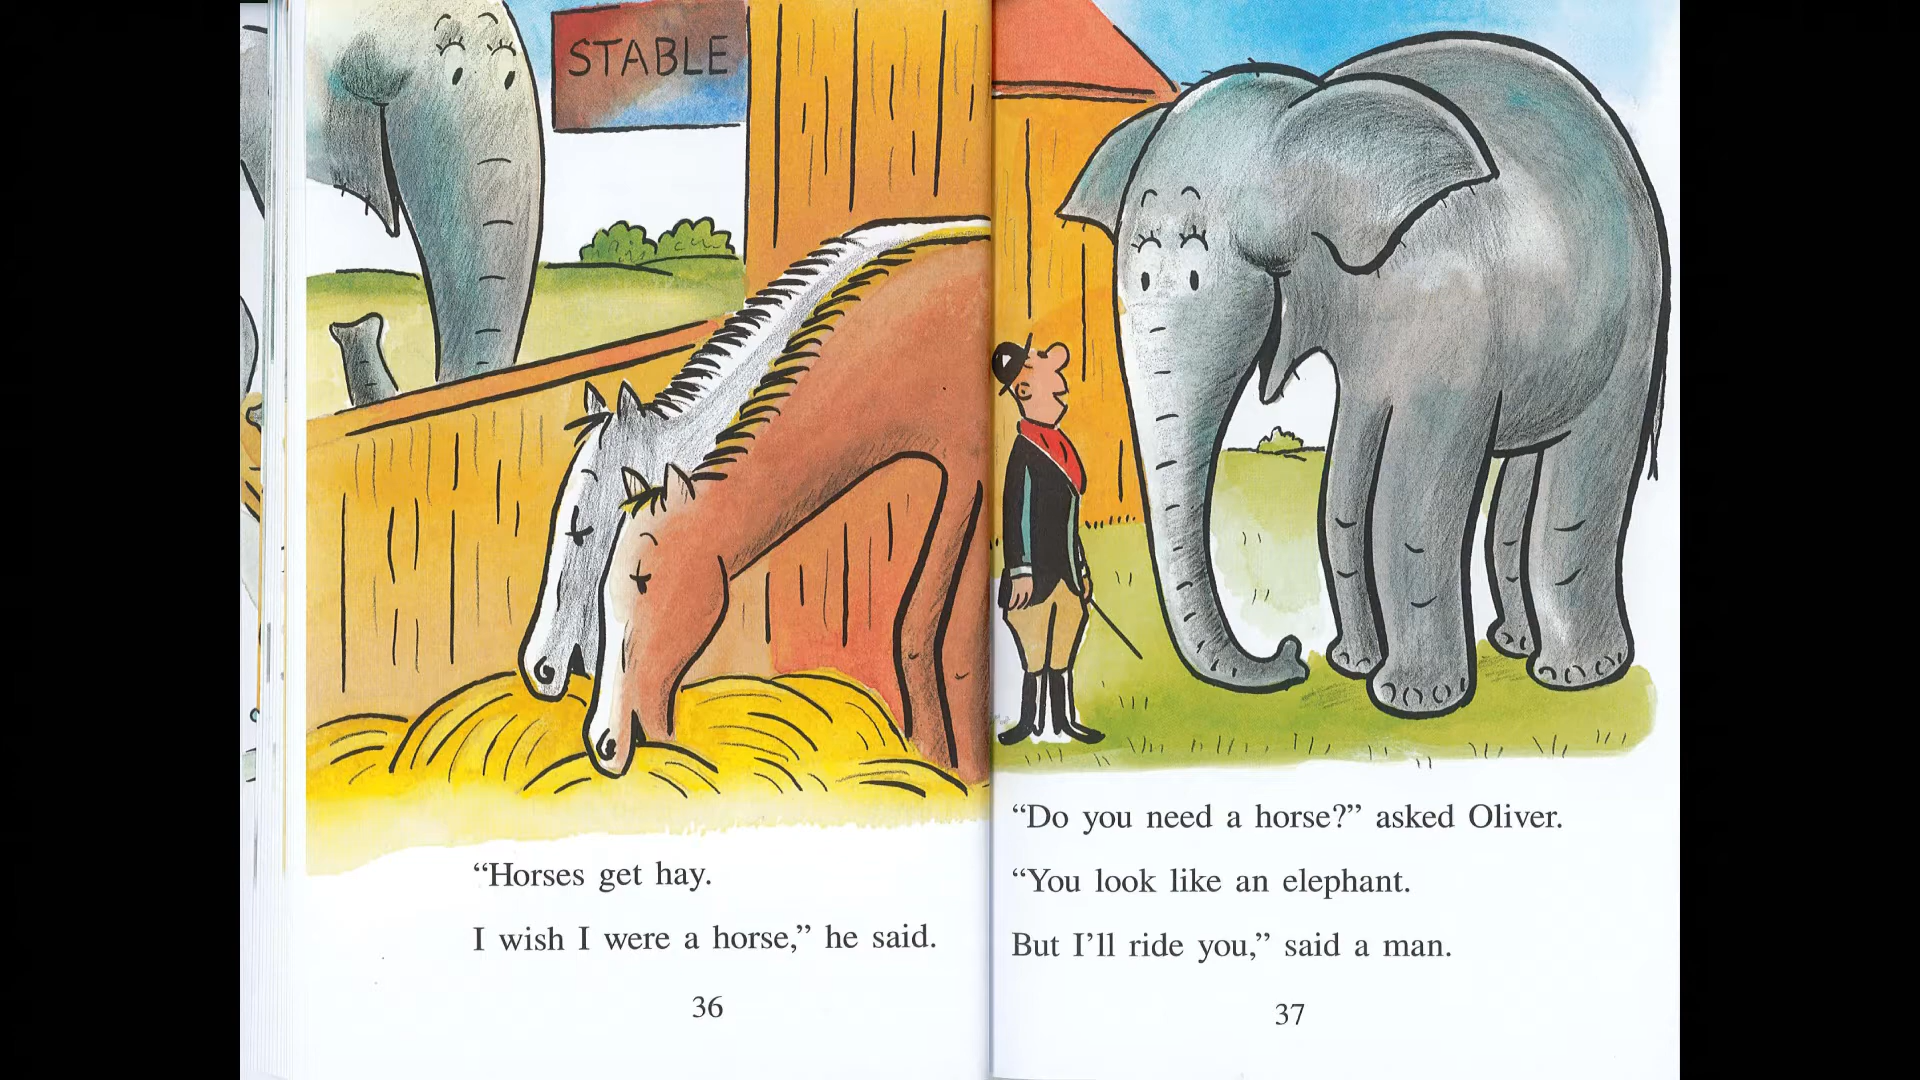 STABLE
“Horses get hay.
I wish I were a horse,” he said.
36
“Do you need a horse?” asked Oliver.
“You look like an elephant.
But I’ll ride you,” said a man.
37